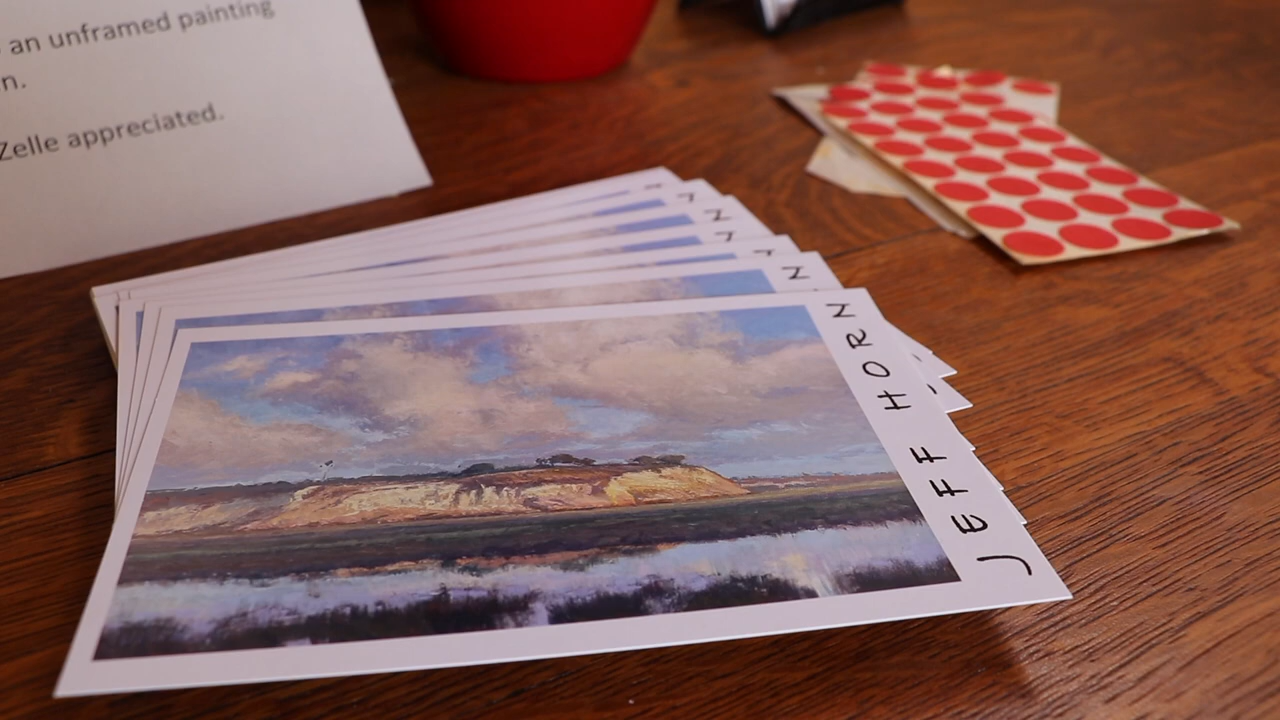 an unframed painting
n.
Zelle appreciated.
JEFF HORN